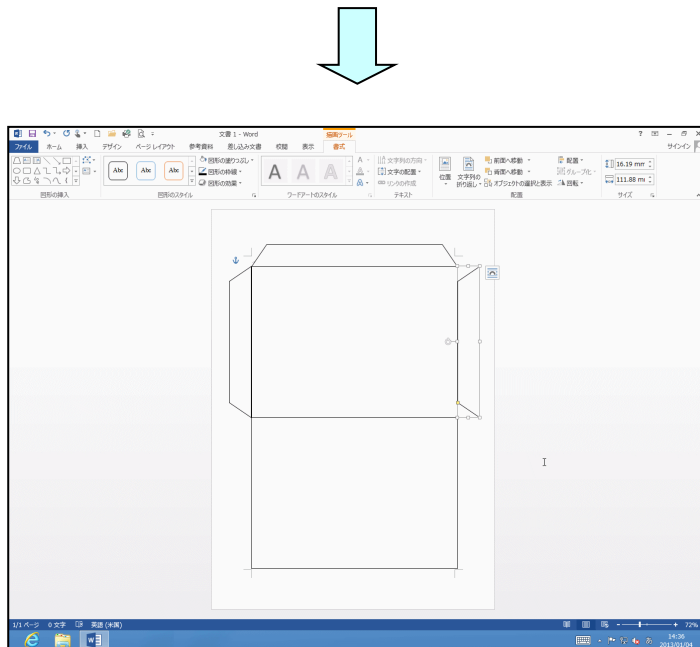 文書 1 - Word
描画ツール
サインイン
ファイル ホーム 挿入 デザイン ページ レイアウト 参考資料 差し込み文書 校閲 表示 書式
図形の塗りつぶし
図形の枠線
図形の効果
Abc Abc Abc
A A A
文字列の方向
文字の配置
リンクの作成
位置
文字列の
折り返し
前面へ移動
背面へ移動
オブジェクトの選択と表示
配置
グループ化
回転
16.19 mm
111.88 mi
図形の挿入 図形のスタイル ワードアートのスタイル テキスト 配置 サイズ
1/1 ページ 0 文字 英語 (米国) 72%
14:36
2013/01/04